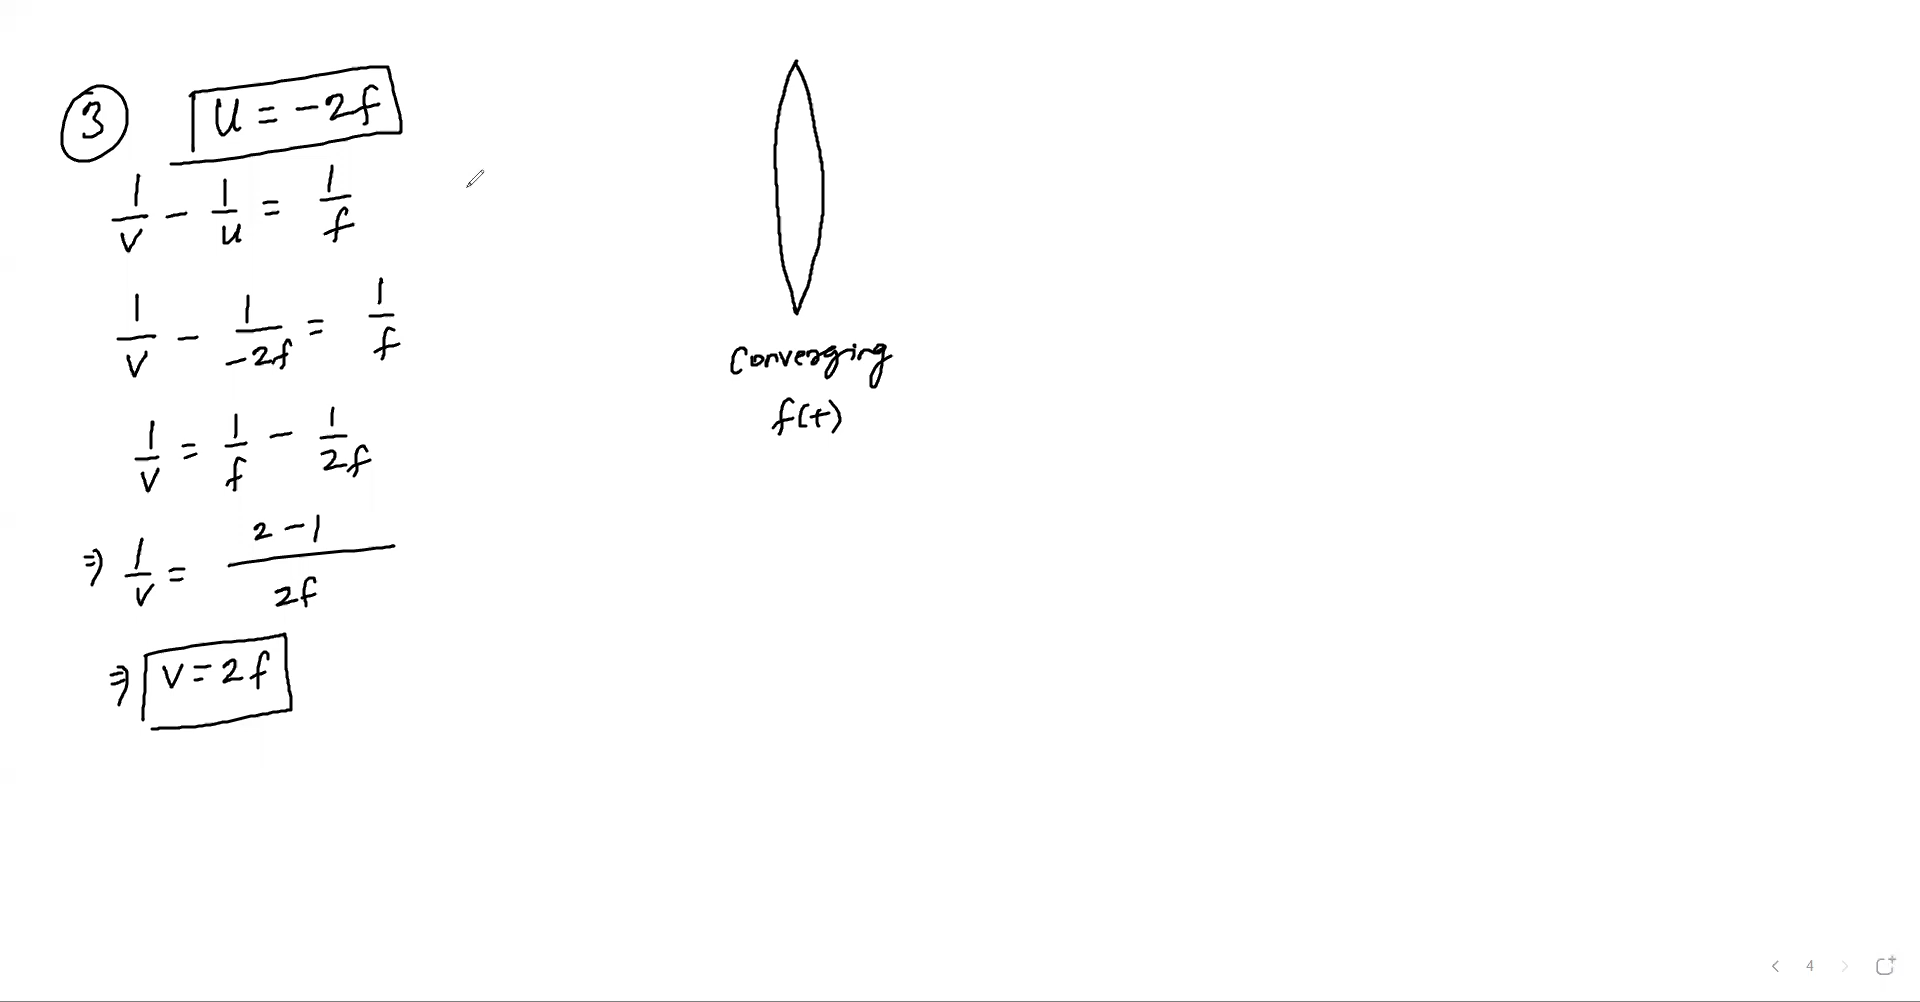 3 u = -2f
1/v - 1/u = 1/f
1/v - 1/-2f = 1/f
1/v = 1/f - 1/2f
⇒ 1/v = 2-1/2f
⇒ v = 2f
Converging
f(+)
4